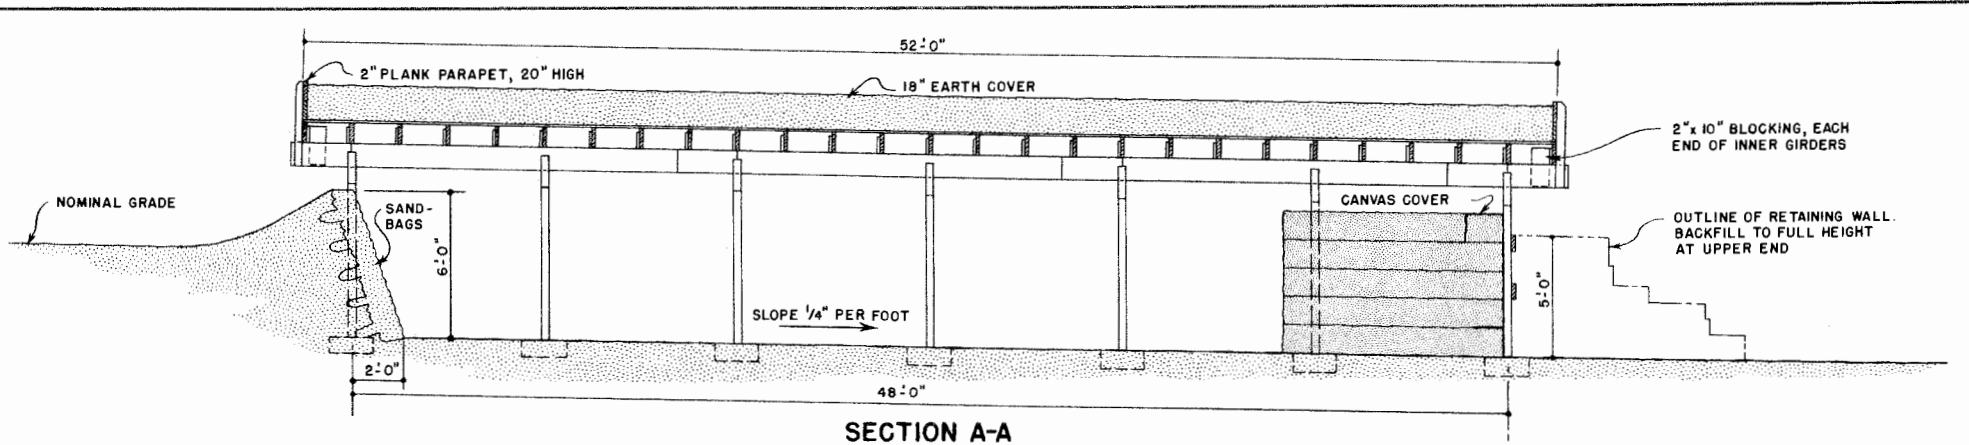 52'-0"
2" PLANK PARAPET, 20" HIGH
18" EARTH COVER
2" x 10" BLOCKING, EACH
END OF INNER GIRDERS
NOMINAL GRADE
SAND-
BAGS
CANVAS COVER
OUTLINE OF RETAINING WALL.
BACKFILL TO FULL HEIGHT
AT UPPER END
6'-0"
5'-0"
SLOPE 1/4" PER FOOT
2'-0"
48'-0"
SECTION A-A